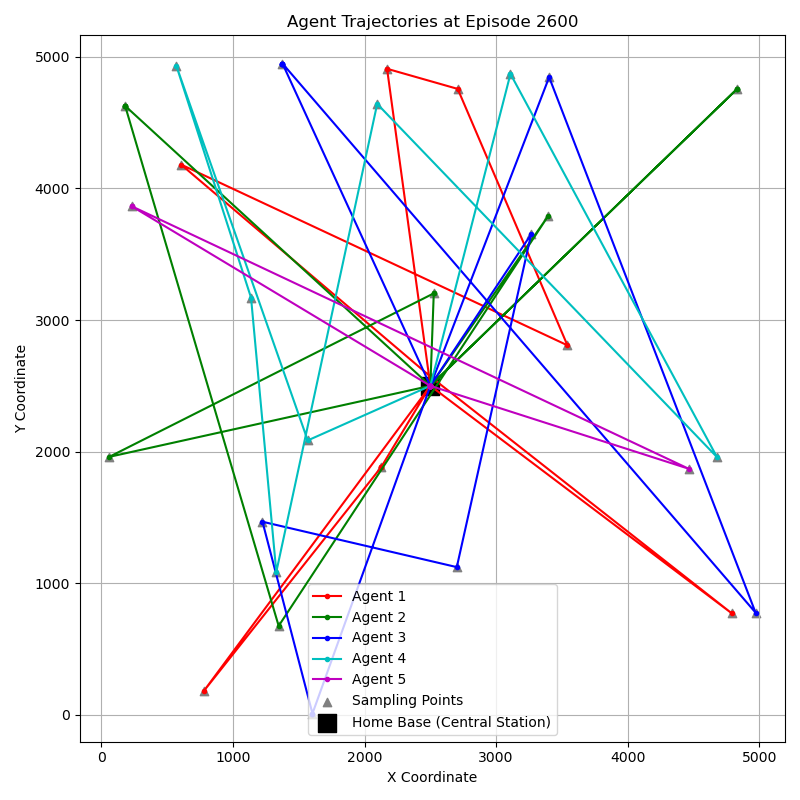 Agent Trajectories at Episode 2600
Y Coordinate
5000
4000
3000
2000
1000
0
Agent 1
Agent 2
Agent 3
Agent 4
Agent 5
Sampling Points
Home Base (Central Station)
0 1000 2000 3000 4000 5000
X Coordinate